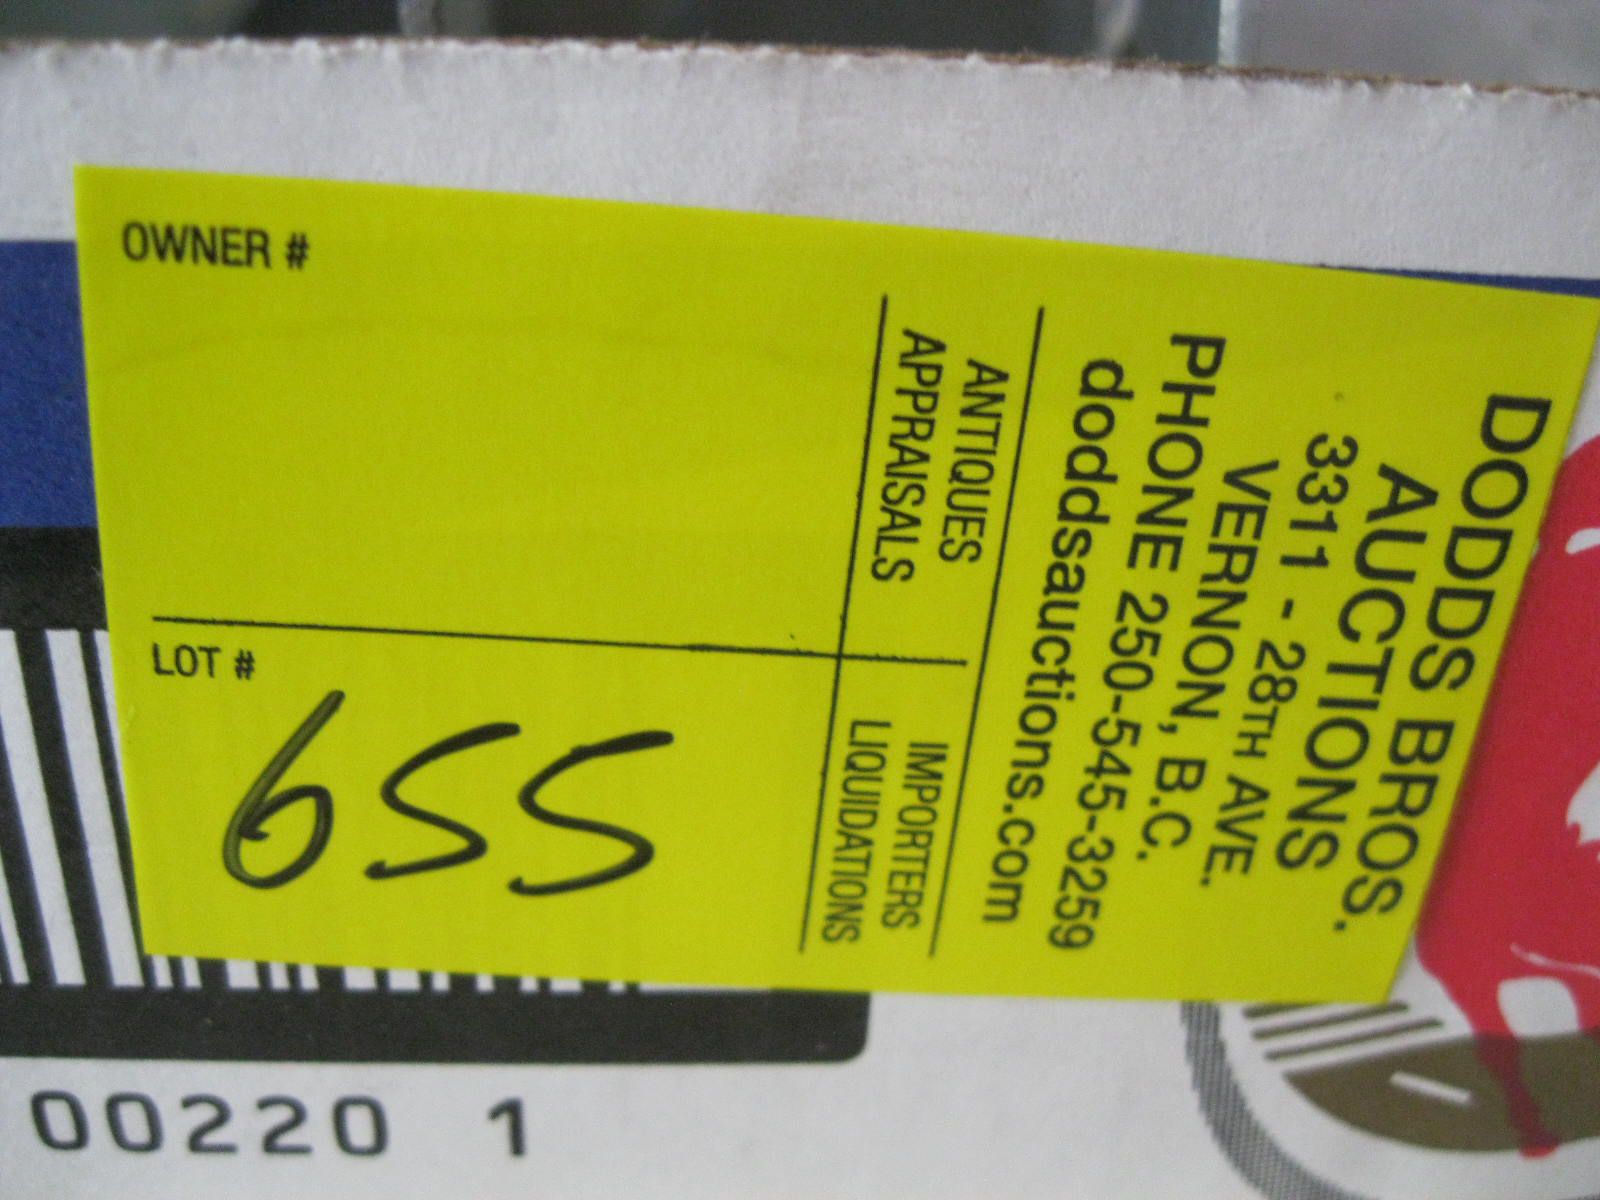 OWNER #
LOT #
655
DODDS BROS.
AUCTIONS
3311 - 28TH AVE.
VERNON, B.C.
PHONE 250-545-3259
doddsauctions.com
ANTIQUES
APPRAISALS
IMPORTERS
LIQUIDATIONS
00220 1